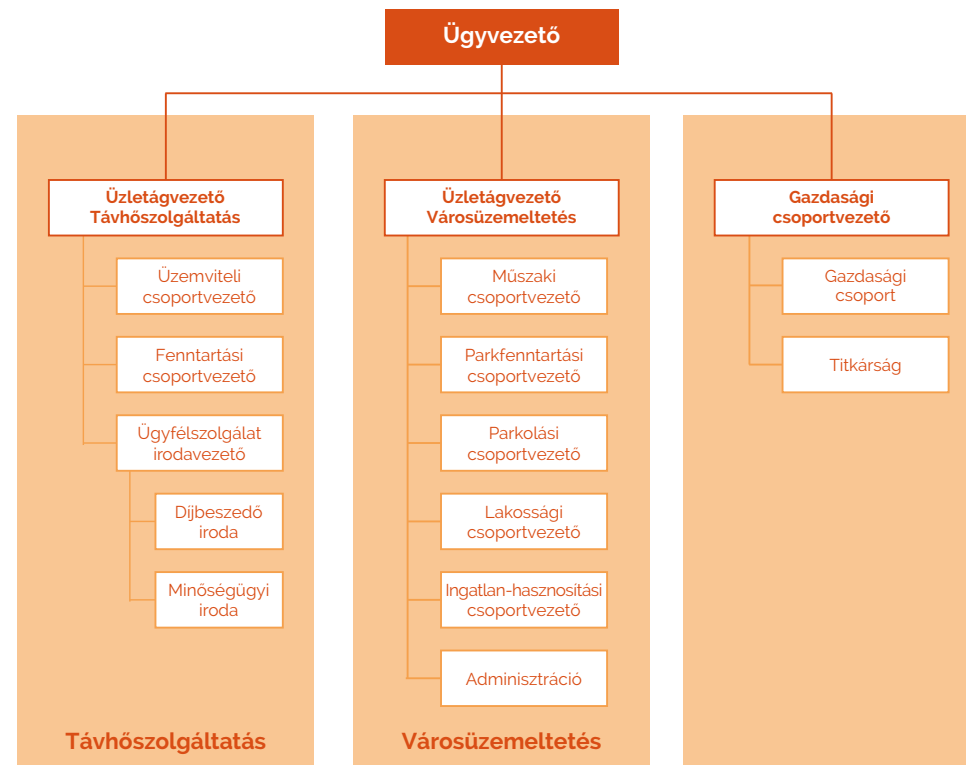 Ügyvezető
Üzletágvezető
Távhőszolgáltatás
Üzemviteli
csoportvezető
Fenntartási
csoportvezető
Ügyfélszolgálat
irodavezető
Díjbeszedő
iroda
Minőségügyi
iroda
Távhőszolgáltatás
Üzletágvezető
Városüzemeltetés
Műszaki
csoportvezető
Parkfenntartási
csoportvezető
Parkolási
csoportvezető
Lakossági
csoportvezető
Ingatlan-hasznosítási
csoportvezető
Adminisztráció
Városüzemeltetés
Gazdasági
csoportvezető
Gazdasági
csoport
Titkárság